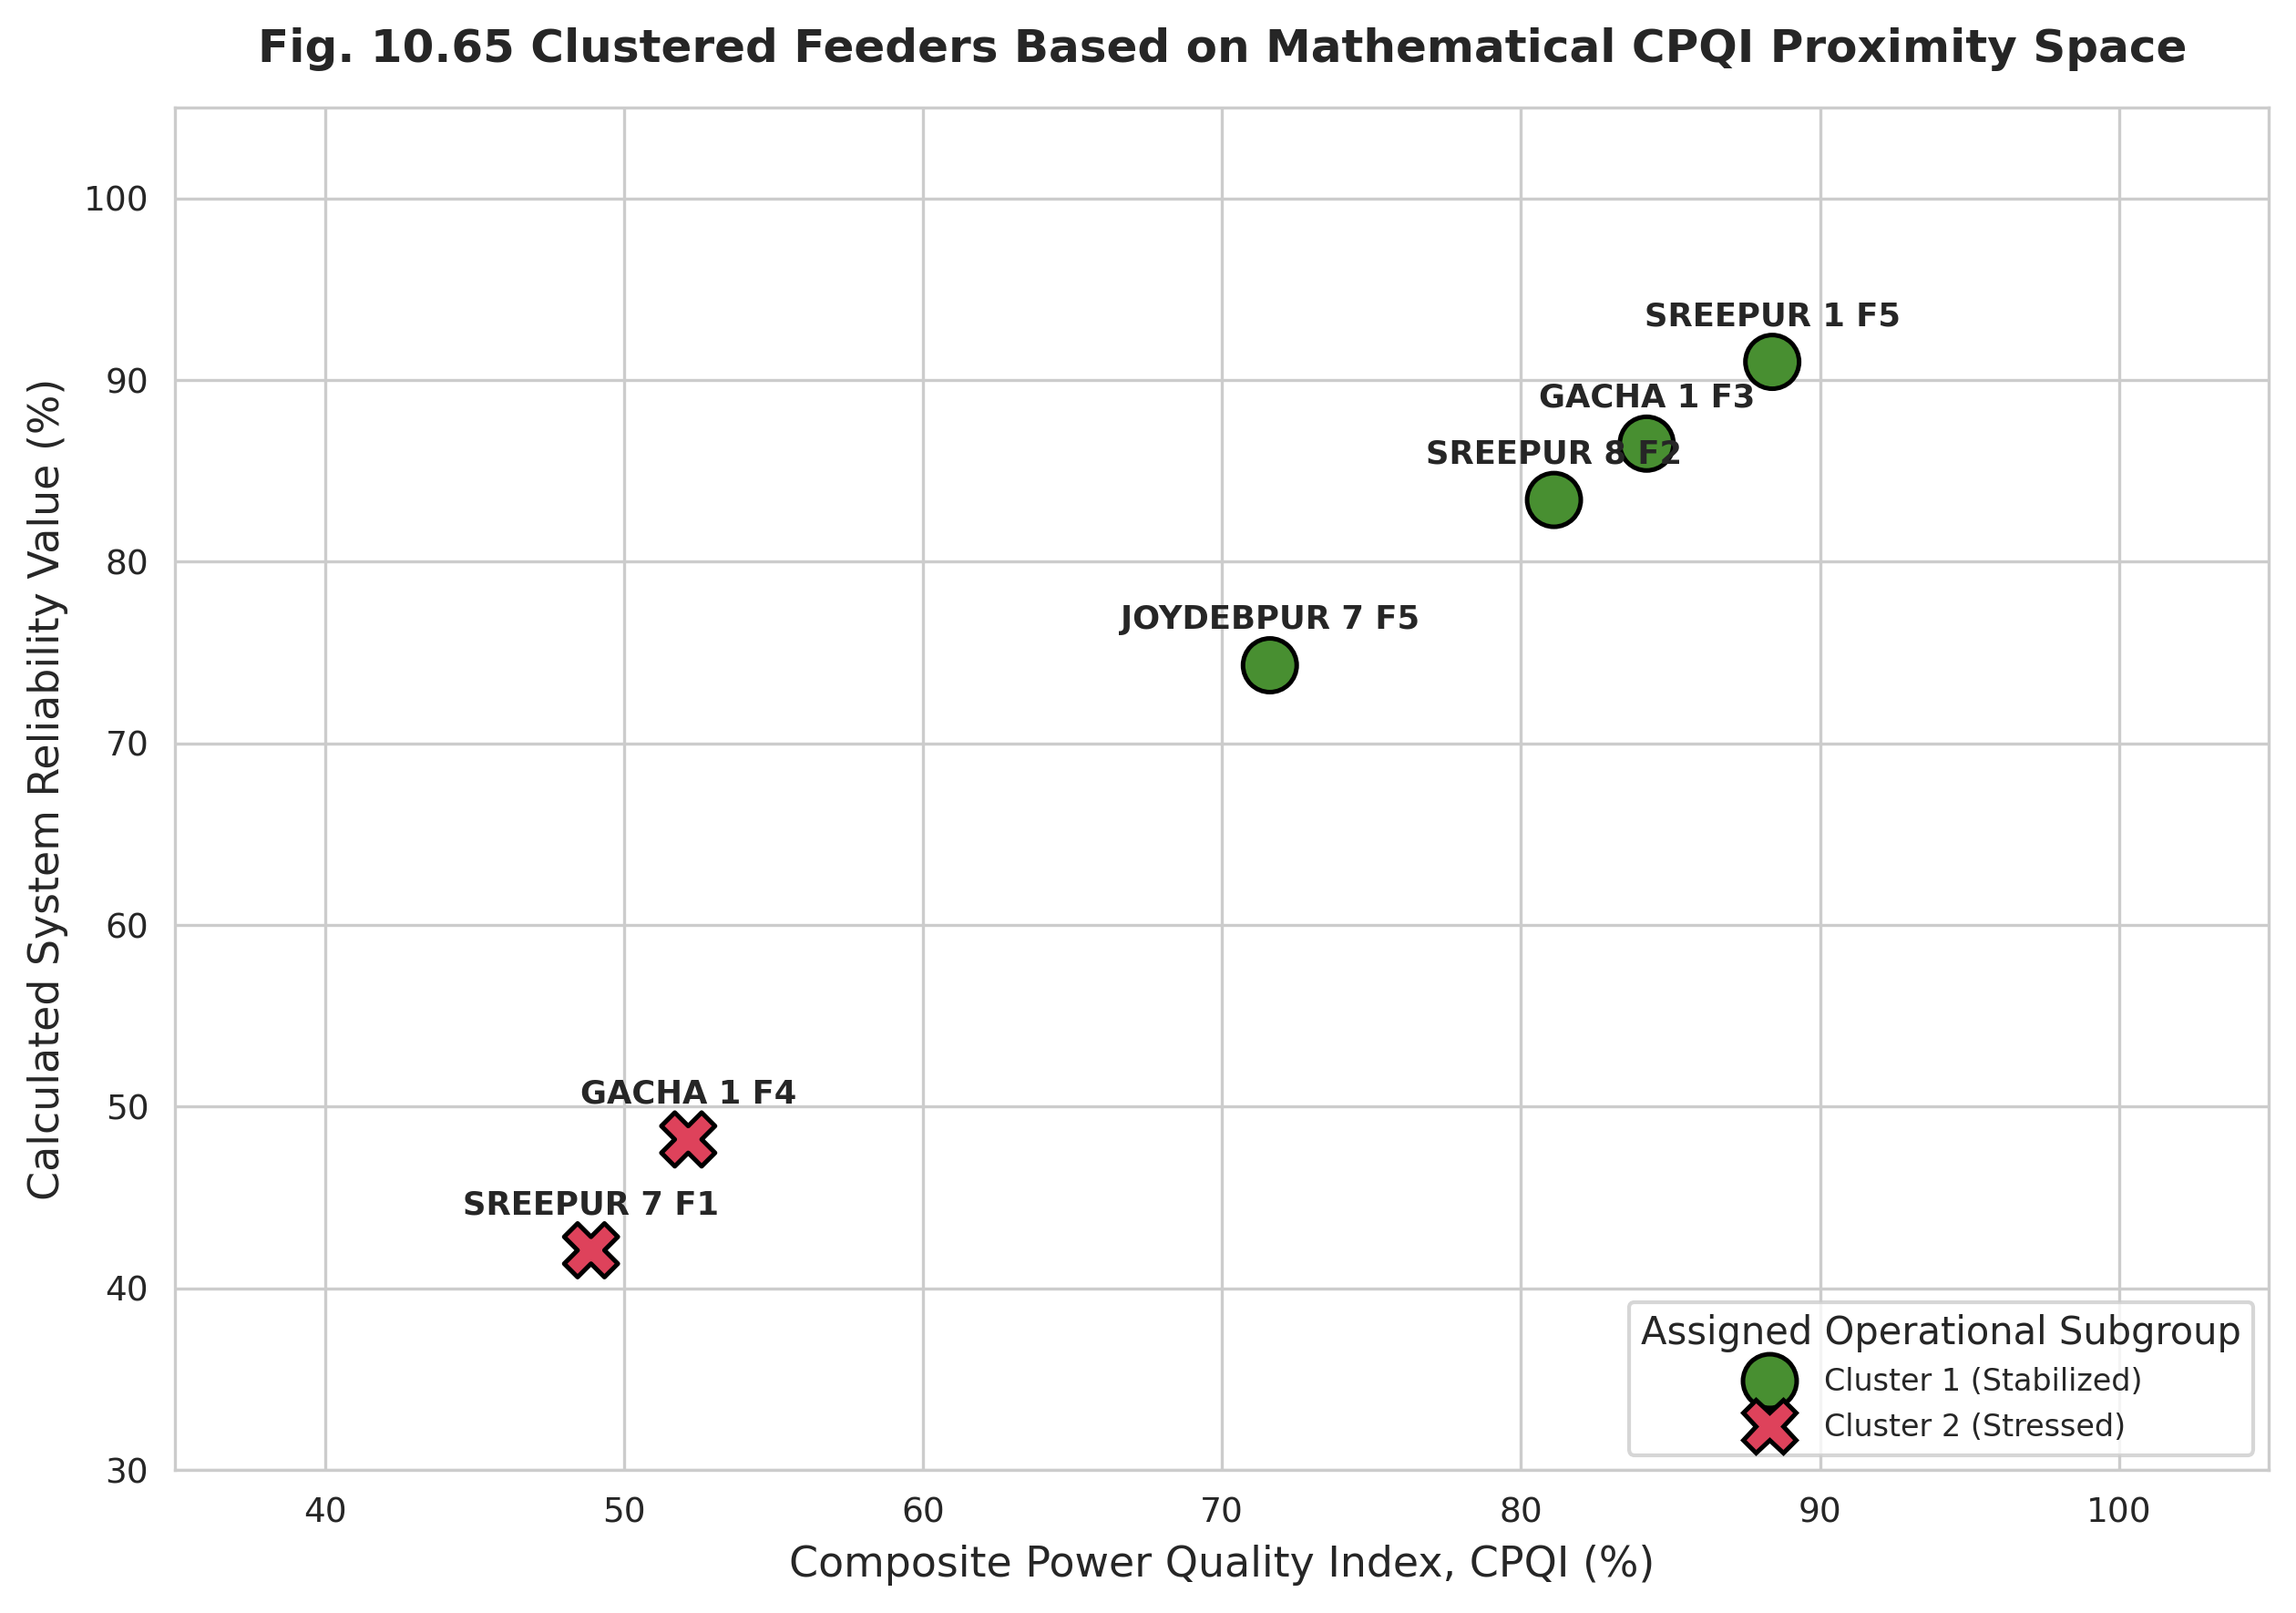 Fig. 10.65 Clustered Feeders Based on Mathematical CPQI Proximity Space
Calculated System Reliability Value (%)
100
90
80
70
60
50
40
30
SREEPUR 1 F5
GACHA 1 F3
SREEPUR 8 F2
JOYDEBPUR 7 F5
GACHA 1 F4
SREEPUR 7 F1
Assigned Operational Subgroup
Cluster 1 (Stabilized)
Cluster 2 (Stressed)
40 50 60 70 80 90 100
Composite Power Quality Index, CPQI (%)